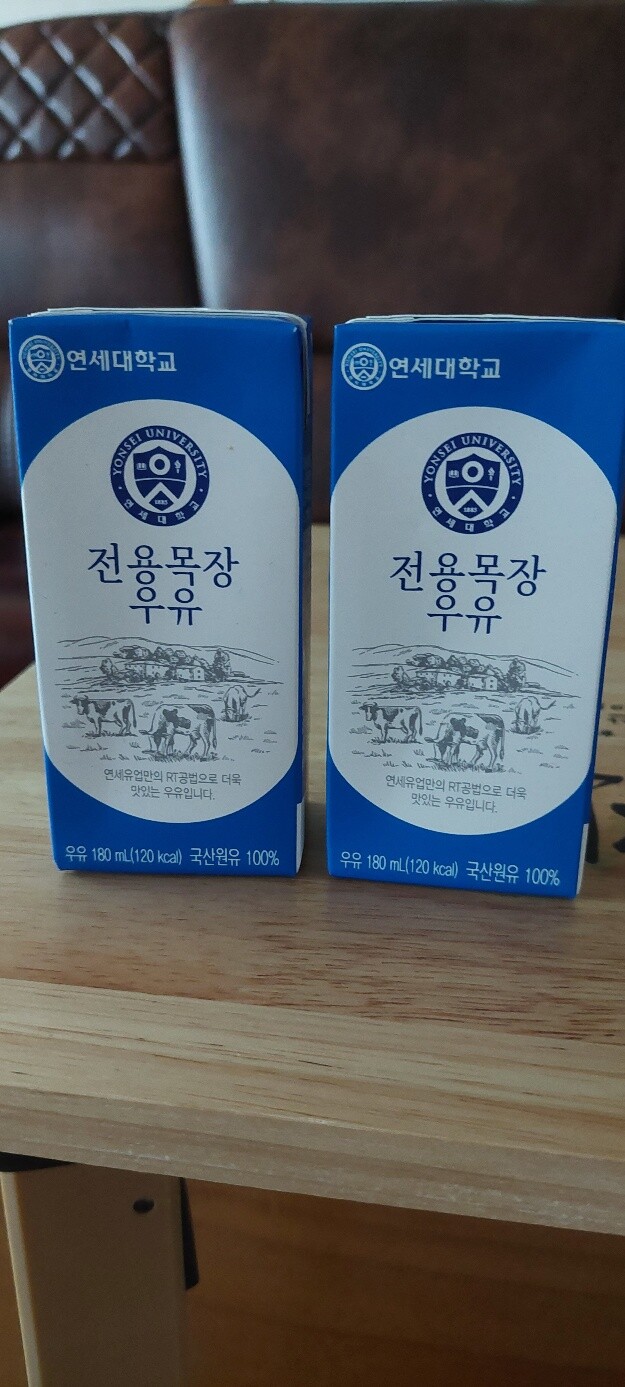 연세대학교
YONSEI UNIVERSITY
1885
연세대학교
전용목장
우유
연세유업만의 RT공법으로 더욱
맛있는 우유입니다.
우유 180 mL(120 kcal) 국산원유 100%
연세대학교
YONSEI UNIVERSITY
1885
연세대학교
전용목장
우유
연세유업만의 RT공법으로 더욱
맛있는 우유입니다.
우유 180 mL(120 kcal) 국산원유 100%